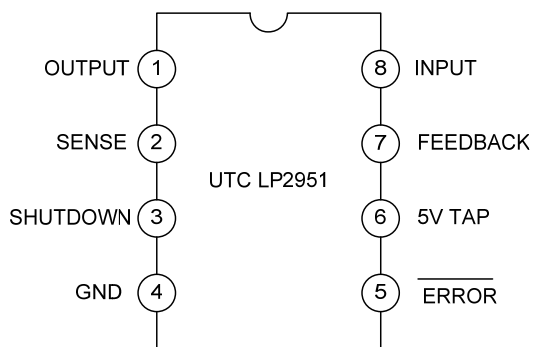 OUTPUT 1 8 INPUT
SENSE 2 7 FEEDBACK
UTC LP2951
SHUTDOWN 3 6 5V TAP
GND 4 5 ERROR